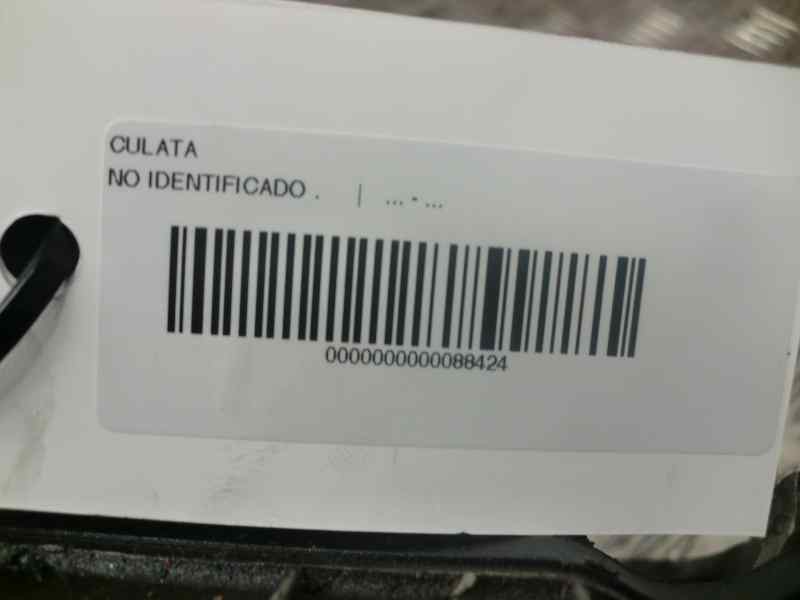 CULATA
NO IDENTIFICADO . | ... - ...
0000000000088424